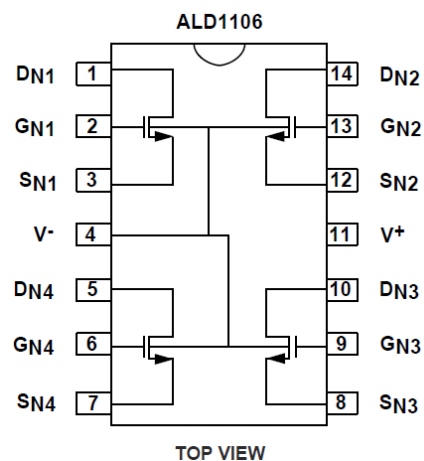 ALD1106
DN1 1 14 DN2
GN1 2 13 GN2
SN1 3 12 SN2
V- 4 11 V+
DN4 5 10 DN3
GN4 6 9 GN3
SN4 7 8 SN3
TOP VIEW